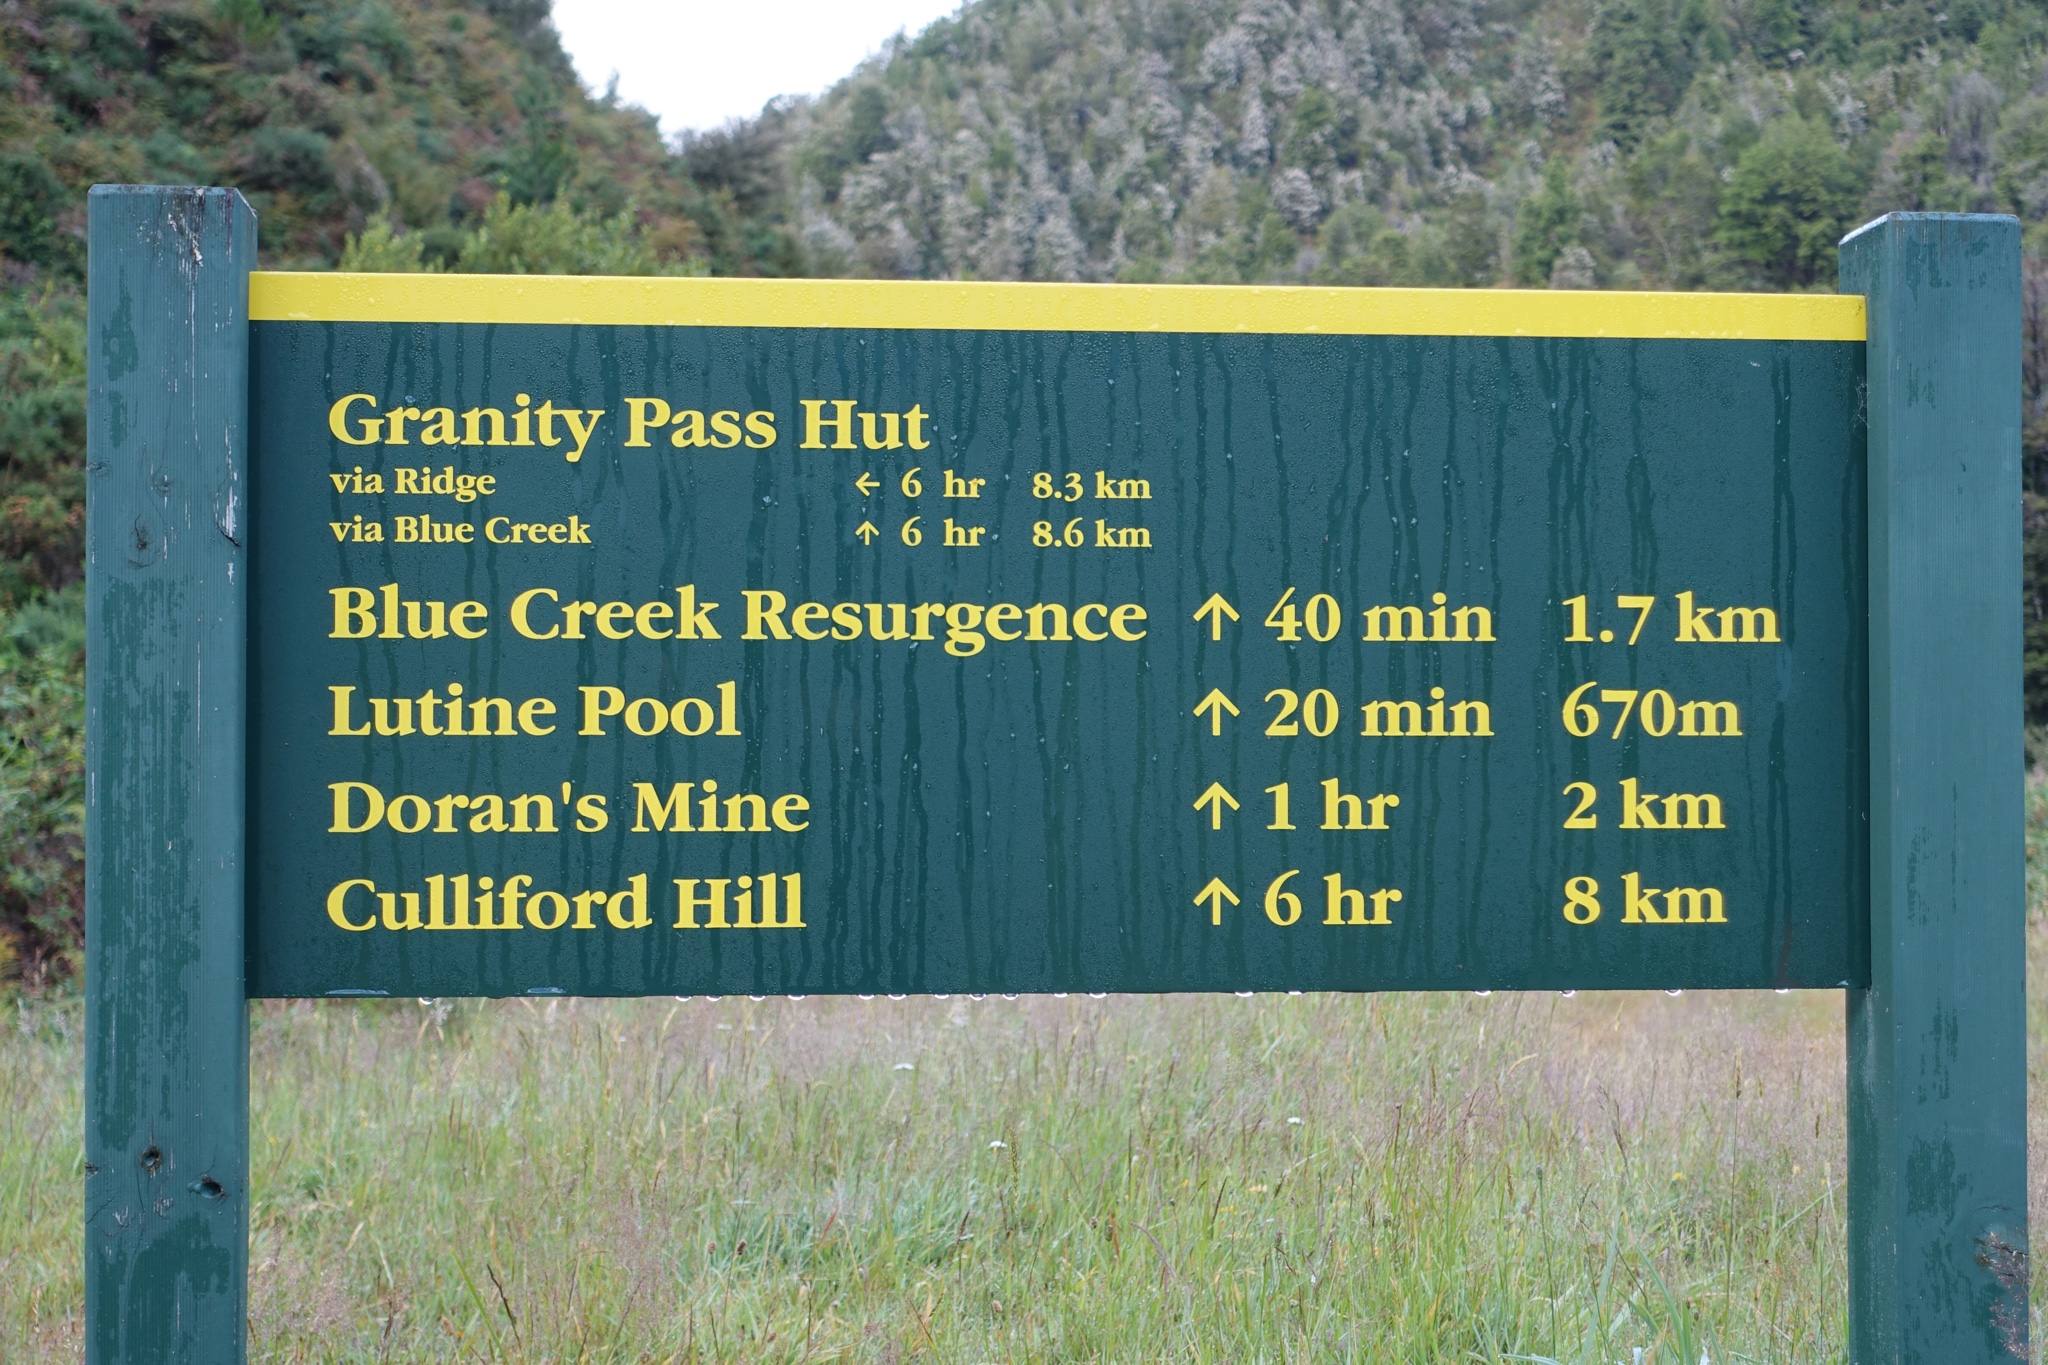 Granity Pass Hut
via Ridge ← 6 hr 8.3 km
via Blue Creek ↑ 6 hr 8.6 km
Blue Creek Resurgence ↑ 40 min 1.7 km
Lutine Pool ↑ 20 min 670m
Doran's Mine ↑ 1 hr 2 km
Culliford Hill ↑ 6 hr 8 km